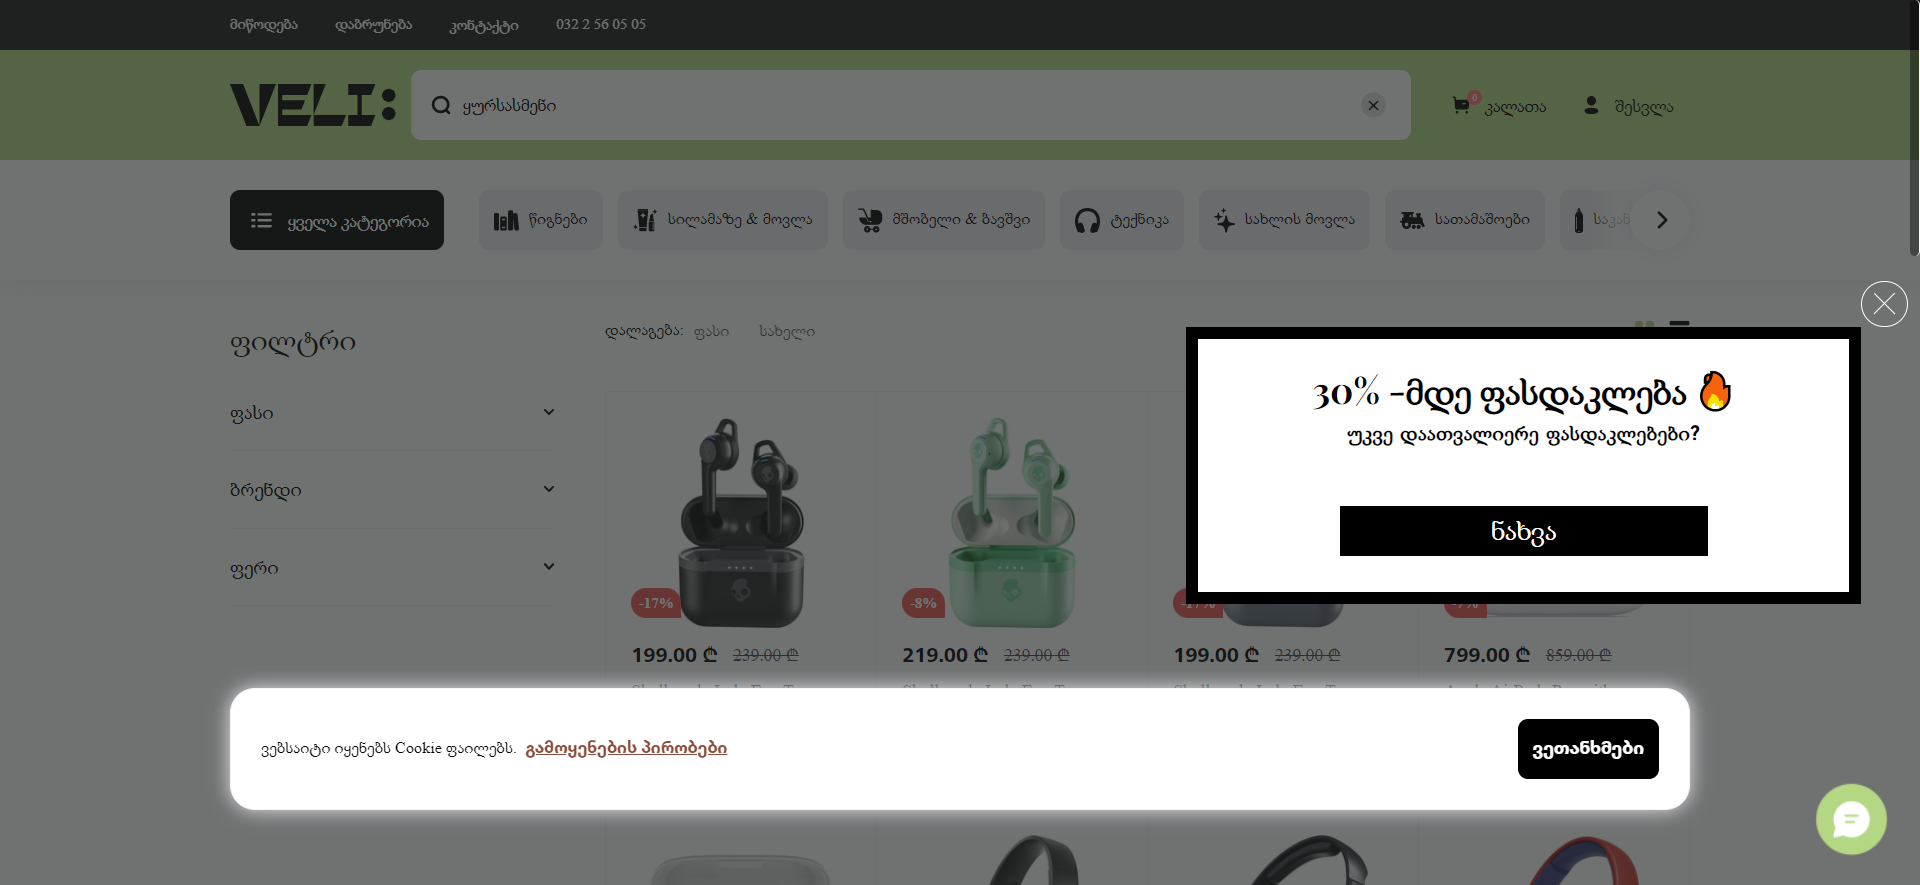 მიწოდება
დაბრუნება
კონტაქტი
032 2 56 05 05
VELI:
ყურსასმენი
0
კალათა
შესვლა
ყველა კატეგორია
წიგნები
სილამაზე & მოვლა
მშობელი & ბავშვი
ტექნიკა
სახლის მოვლა
სათამაშოები
ფილტრი
დალაგება:
ფასი
სახელი
30% -მდე ფასდაკლება
უკვე დაათვალიერე ფასდაკლებები?
ნახვა
ფასი
ბრენდი
ფერი
-17%
-8%
199.00 ₾ 239.00 ₾
219.00 ₾ 239.00 ₾
199.00 ₾ 239.00 ₾
799.00 ₾ 859.00 ₾
ვებსაიტი იყენებს Cookie ფაილებს. გამოყენების პირობები
ვეთანხმები